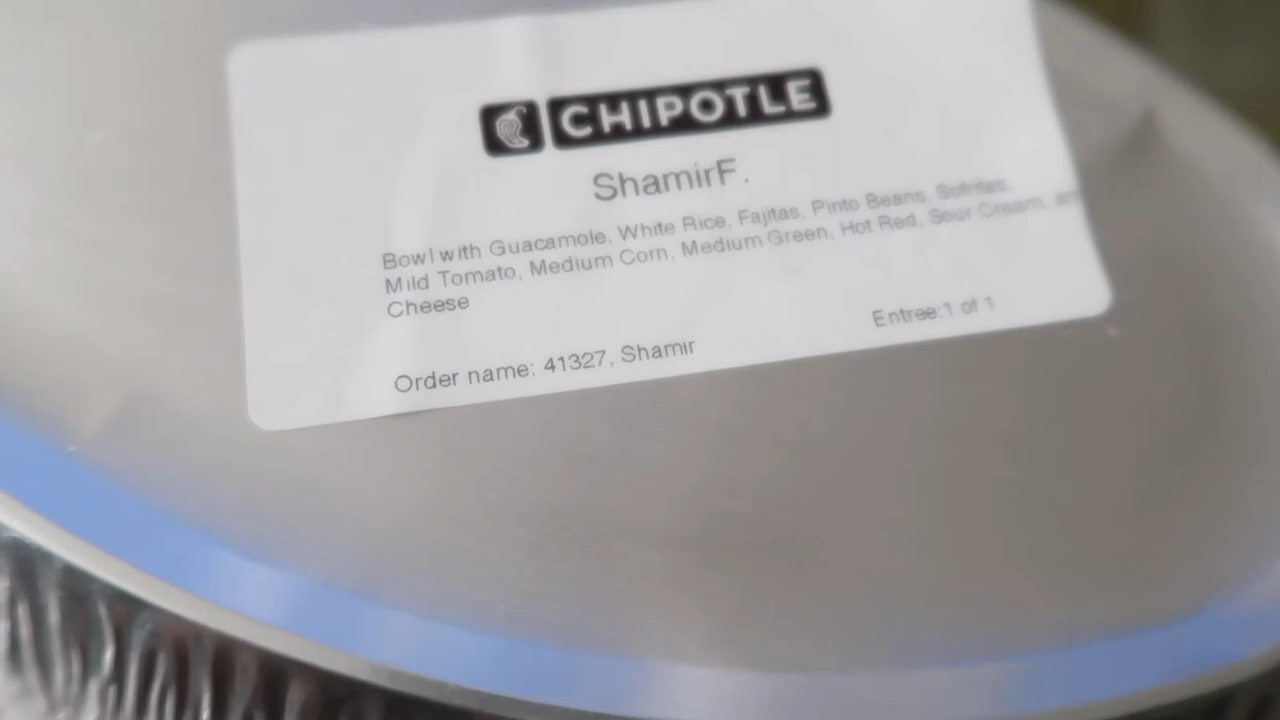 CHIPOTLE
ShamirF.
Bowl with Guacamole, White Rice, Fajitas, Pinto Beans, Sofritas,
Mild Tomato, Medium Corn, Medium Green, Hot Red, Sour Cream, an
Cheese
Entree:1 of 1
Order name: 41327, Shamir